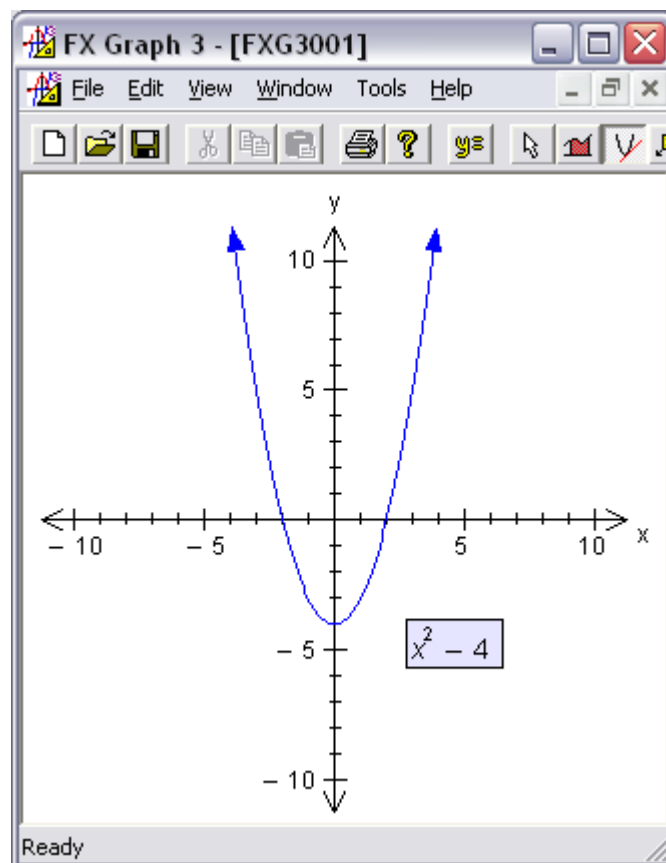 FX Graph 3 - [FXG3001]
File Edit View Window Tools Help
y=
y
10
5
– 10 – 5 5 10 x
x² – 4
– 5
– 10
Ready